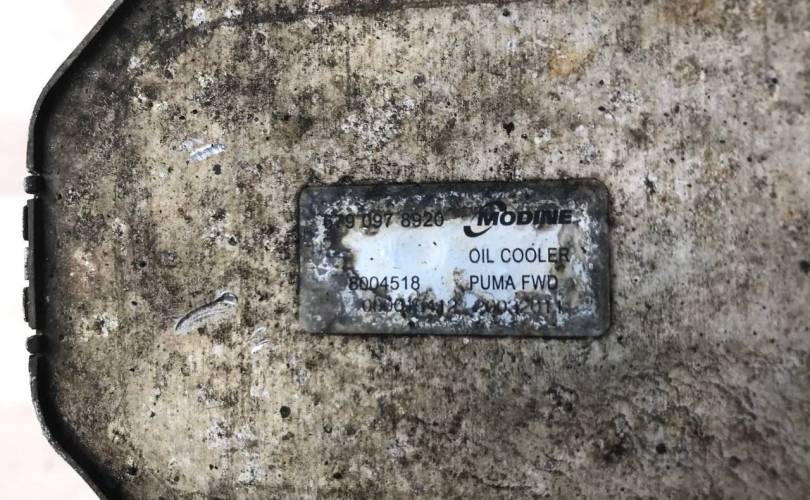 097 8920 MODINE
OIL COOLER
8004518 PUMA FWD